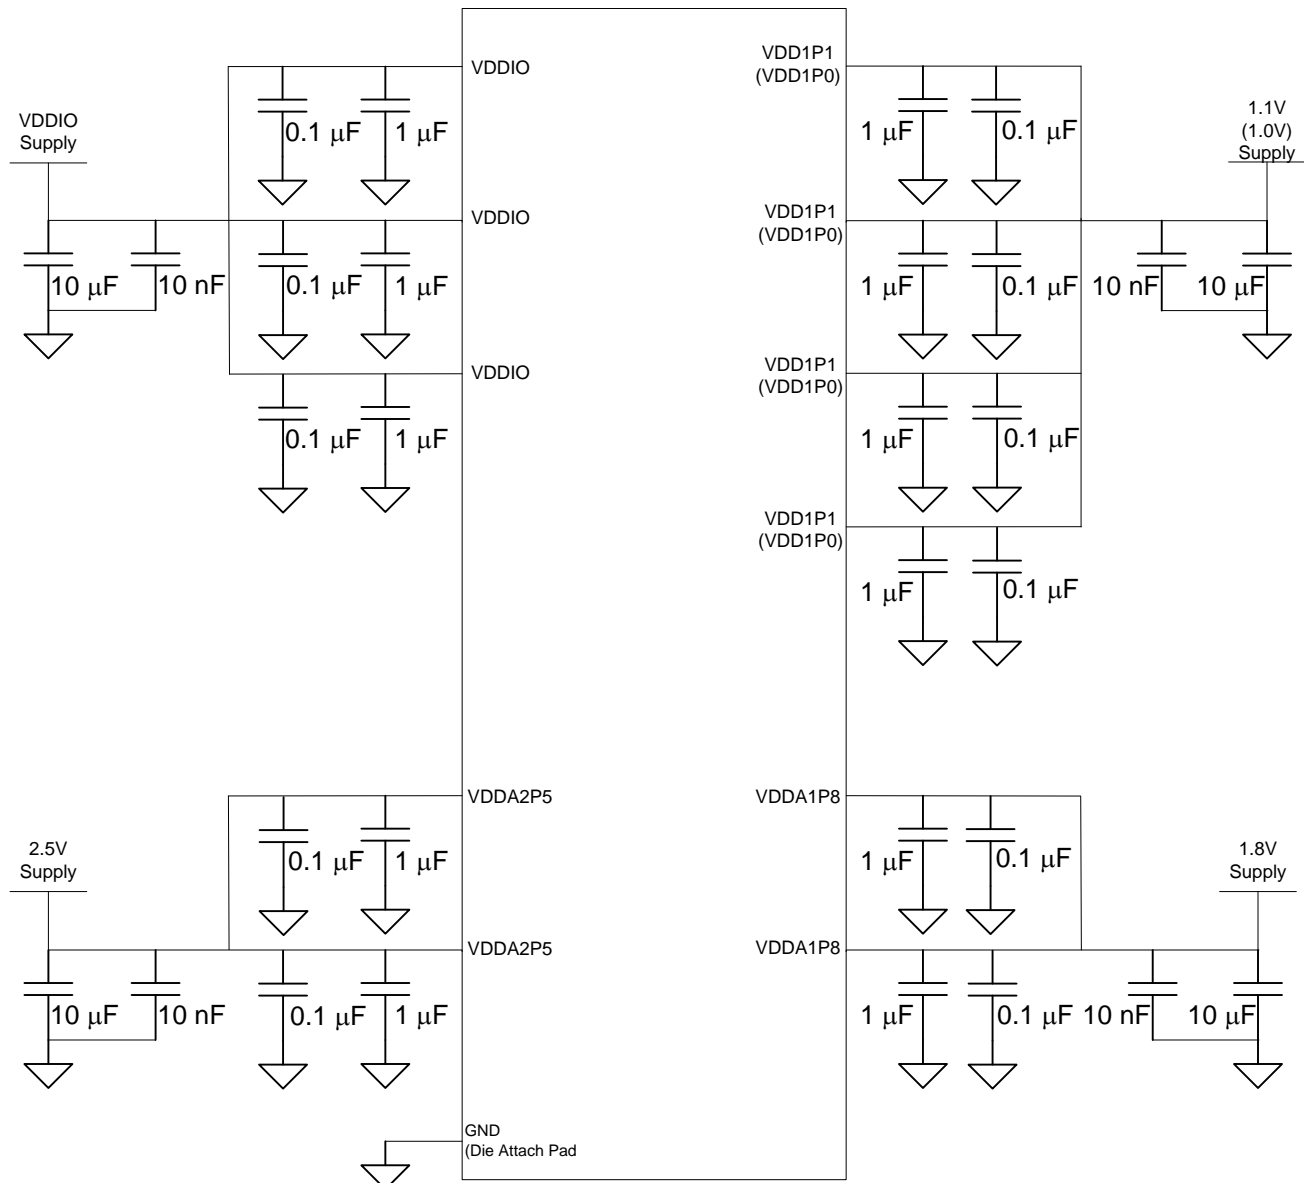 VDDIO
VDD1P1
(VDD1P0)
VDDIO
Supply
0.1 μF
1 μF
1 μF
0.1 μF
1.1V
(1.0V)
Supply
VDDIO
VDD1P1
(VDD1P0)
10 μF
10 nF
0.1 μF
1 μF
1 μF
0.1 μF
10 nF
10 μF
VDDIO
VDD1P1
(VDD1P0)
0.1 μF
1 μF
1 μF
0.1 μF
VDD1P1
(VDD1P0)
1 μF
0.1 μF
VDDA2P5
VDDA1P8
2.5V
Supply
0.1 μF
1 μF
1 μF
0.1 μF
1.8V
Supply
VDDA2P5
VDDA1P8
10 μF
10 nF
0.1 μF
1 μF
1 μF
0.1 μF
10 nF
10 μF
GND
(Die Attach Pad